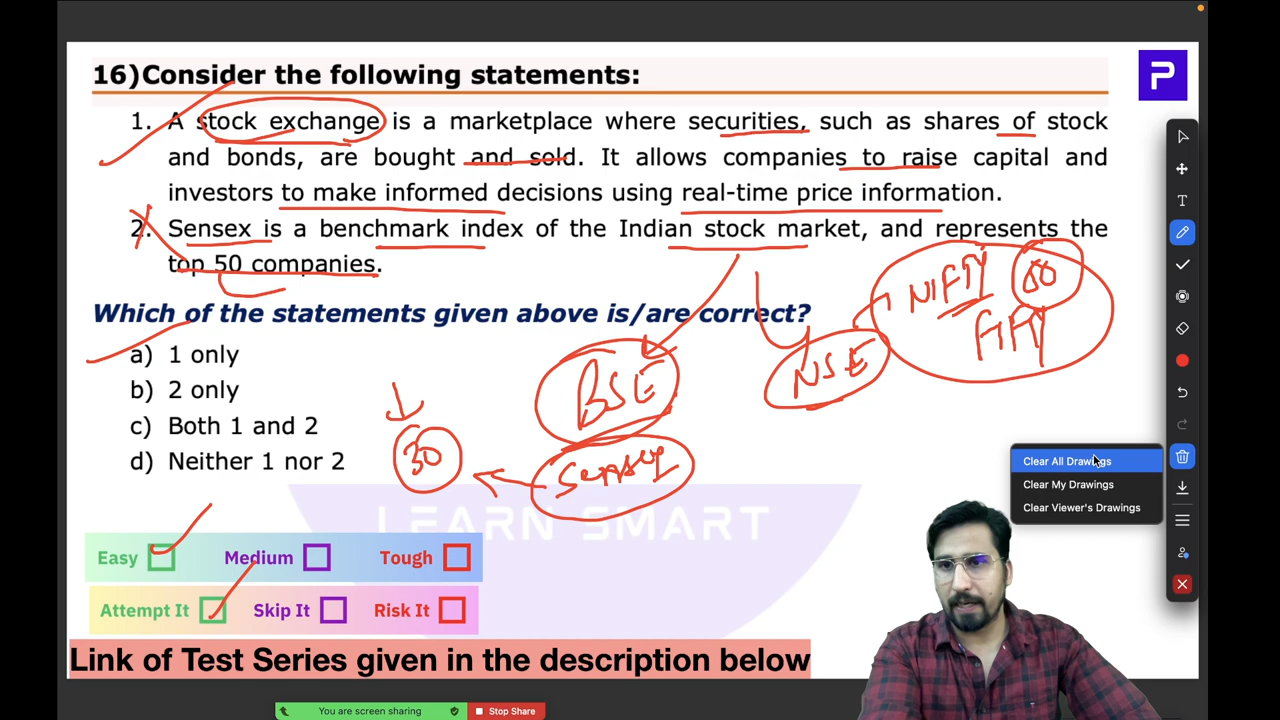 16)Consider the following statements:
1. A stock exchange is a marketplace where securities, such as shares of stock
and bonds, are bought and sold. It allows companies to raise capital and
investors to make informed decisions using real-time price information.
2. Sensex is a benchmark index of the Indian stock market, and represents the
top 50 companies.
NIFTY 50
FIFTY
Which of the statements given above is/are correct?
a) 1 only
b) 2 only
c) Both 1 and 2
d) Neither 1 nor 2
BSE
NSE
30
Sensex
Clear All Drawings
Clear My Drawings
Clear Viewer's Drawings
LEARN SMART
Easy Medium Tough
Attempt It Skip It Risk It
Link of Test Series given in the description below
You are screen sharing Stop Share